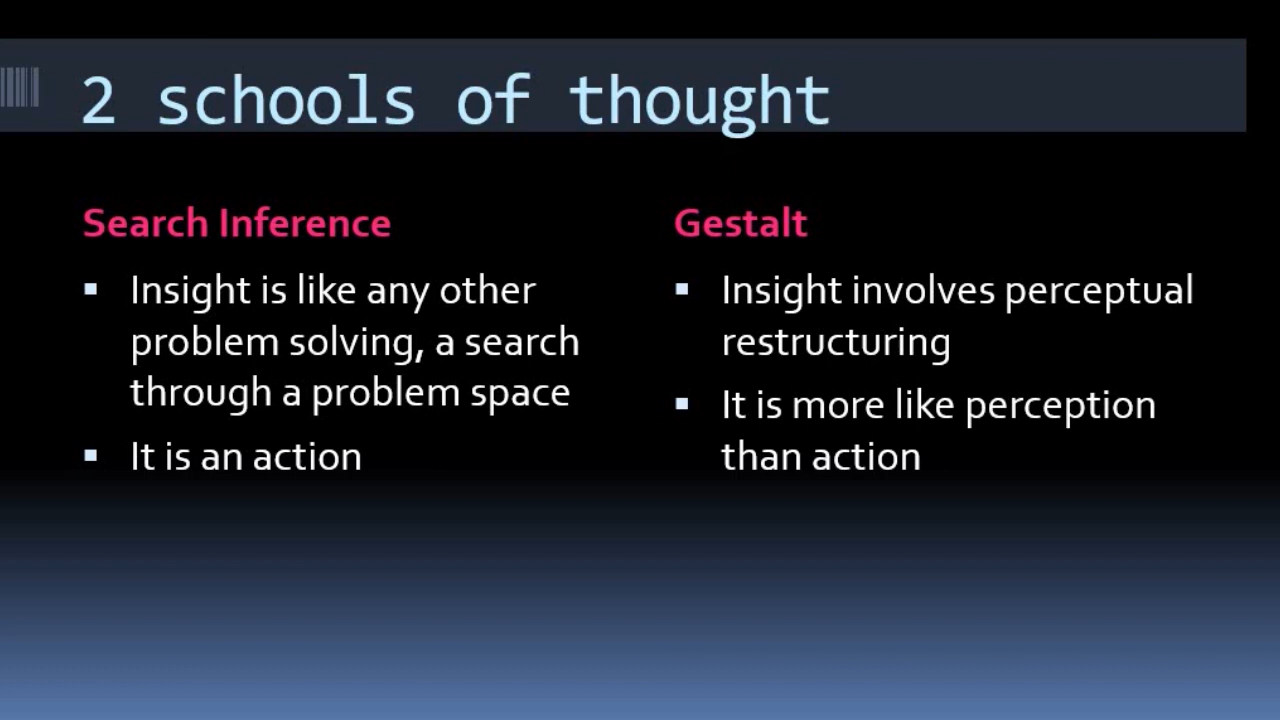 2 schools of thought
Search Inference
▪ Insight is like any other
problem solving, a search
through a problem space
▪ It is an action
Gestalt
▪ Insight involves perceptual
restructuring
▪ It is more like perception
than action